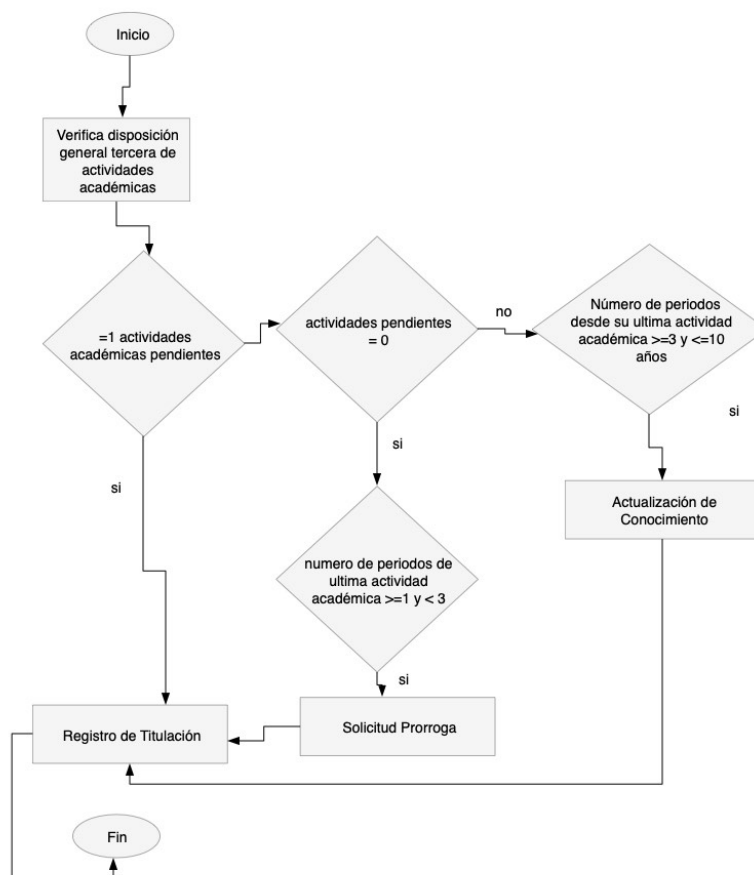 Inicio
Verifica disposición
general tercera de
actividades
académicas
=1 actividades
académicas pendientes
actividades pendientes
= 0
no
Número de periodos
desde su ultima actividad
académica >=3 y <=10
años
si
si
si
Actualización de
Conocimiento
numero de periodos de
ultima actividad
académica >=1 y < 3
si
Registro de Titulación
Solicitud Prorroga
Fin